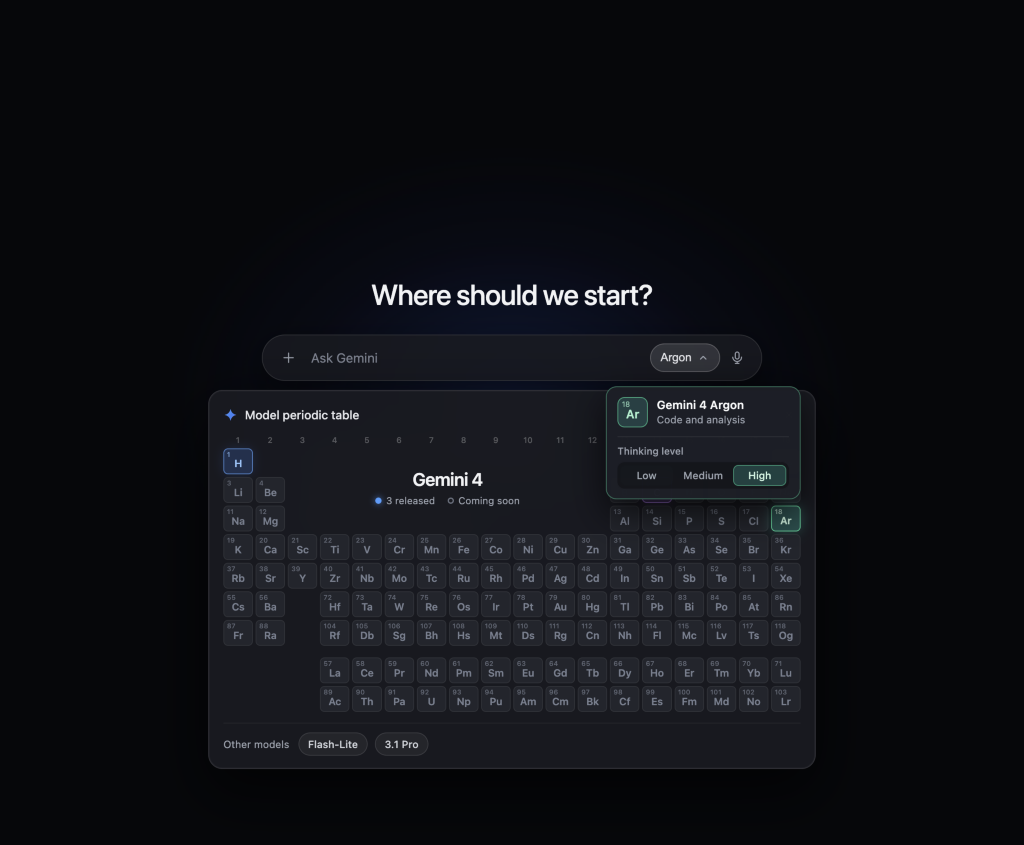 Where should we start?
Ask Gemini
Argon
Model periodic table
18 Ar Gemini 4 Argon
Code and analysis
Thinking level
Low Medium High
1 2 3 4 5 6 7 8 9 10 11 12
1 H
Gemini 4
3 released Coming soon
3 Li 4 Be
11 Na 12 Mg 13 Al 14 Si 15 P 16 S 17 Cl 18 Ar
19 K 20 Ca 21 Sc 22 Ti 23 V 24 Cr 25 Mn 26 Fe 27 Co 28 Ni 29 Cu 30 Zn 31 Ga 32 Ge 33 As 34 Se 35 Br 36 Kr
37 Rb 38 Sr 39 Y 40 Zr 41 Nb 42 Mo 43 Tc 44 Ru 45 Rh 46 Pd 47 Ag 48 Cd 49 In 50 Sn 51 Sb 52 Te 53 I 54 Xe
55 Cs 56 Ba 72 Hf 73 Ta 74 W 75 Re 76 Os 77 Ir 78 Pt 79 Au 80 Hg 81 Tl 82 Pb 83 Bi 84 Po 85 At 86 Rn
87 Fr 88 Ra 104 Rf 105 Db 106 Sg 107 Bh 108 Hs 109 Mt 110 Ds 111 Rg 112 Cn 113 Nh 114 Fl 115 Mc 116 Lv 117 Ts 118 Og
57 La 58 Ce 59 Pr 60 Nd 61 Pm 62 Sm 63 Eu 64 Gd 65 Tb 66 Dy 67 Ho 68 Er 69 Tm 70 Yb 71 Lu
89 Ac 90 Th 91 Pa 92 U 93 Np 94 Pu 95 Am 96 Cm 97 Bk 98 Cf 99 Es 100 Fm 101 Md 102 No 103 Lr
Other models Flash-Lite 3.1 Pro